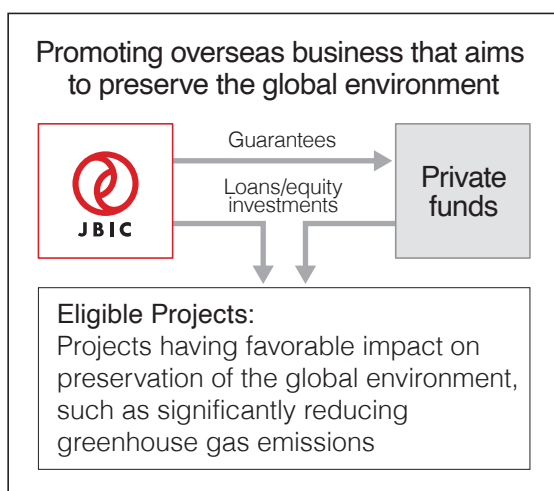 Promoting overseas business that aims
to preserve the global environment
Guarantees
Loans/equity
investments
JBIC
Private
funds
Eligible Projects:
Projects having favorable impact on
preservation of the global environment,
such as significantly reducing
greenhouse gas emissions